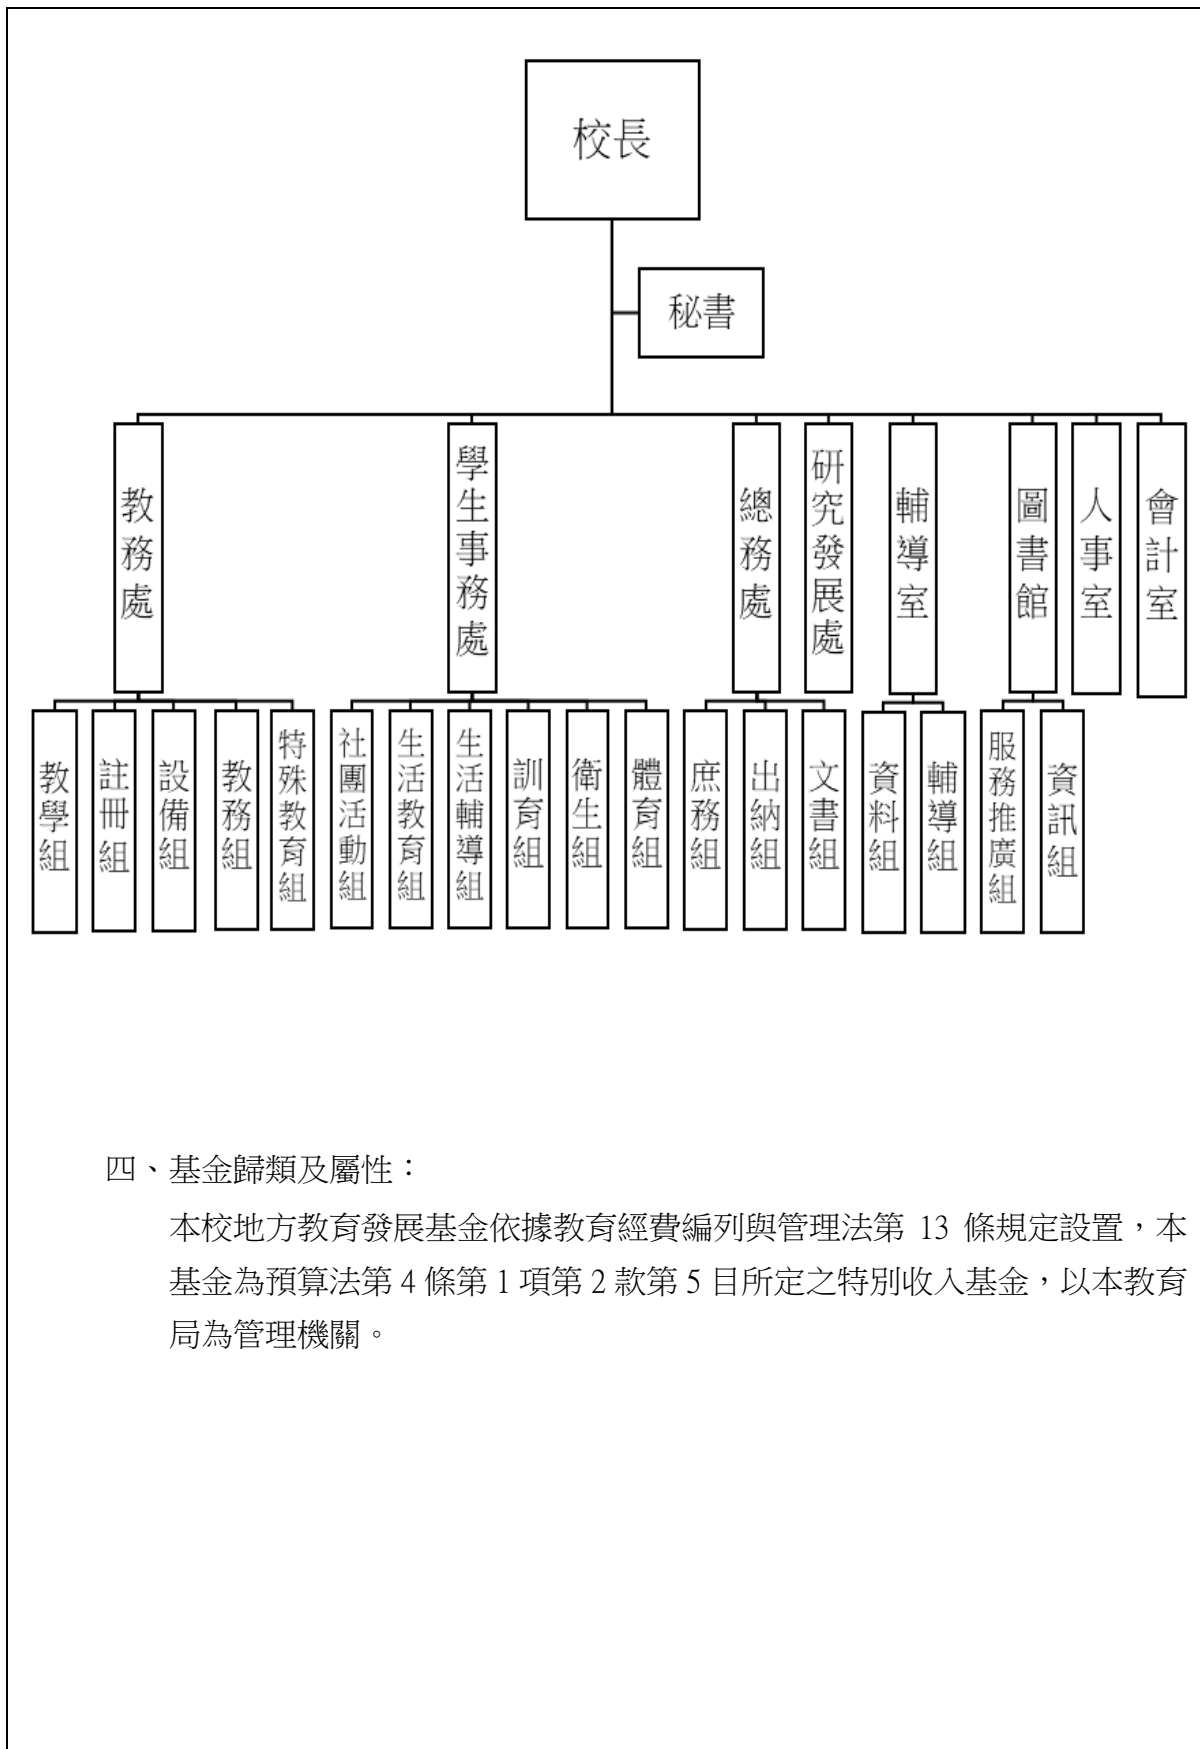 校長
秘書
教務處
學生事務處
總務處
研究發展處
輔導室
圖書館
人事室
會計室
教學組
註冊組
設備組
教務組
特殊教育組
社團活動組
生活教育組
生活輔導組
訓育組
衛生組
體育組
庶務組
出納組
文書組
資料組
輔導組
服務推廣組
資訊組
四、基金歸類及屬性：
本校地方教育發展基金依據教育經費編列與管理法第 13 條規定設置，本
基金為預算法第 4 條第 1 項第 2 款第 5 目所定之特別收入基金，以本教育
局為管理機關。